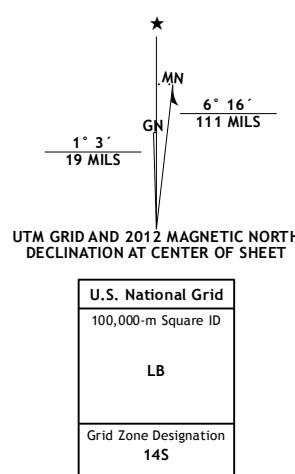 ★
MN
GN
6° 16´
111 MILS
1° 3´
19 MILS
UTM GRID AND 2012 MAGNETIC NORTH
DECLINATION AT CENTER OF SHEET
U.S. National Grid
100,000-m Square ID
LB
Grid Zone Designation
14S